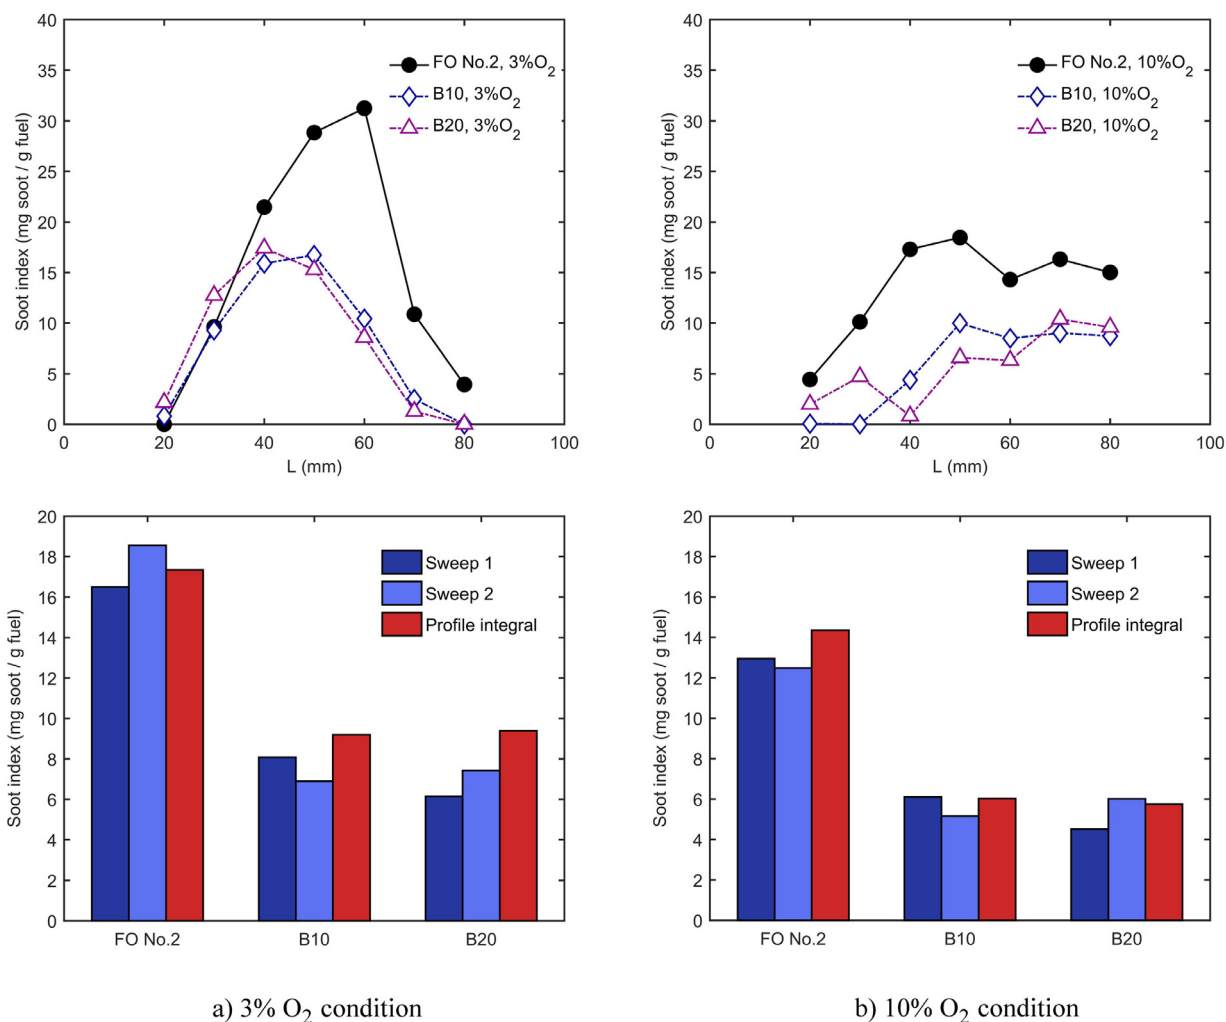 40
35
30
25
20
15
10
5
0
Soot index (mg soot / g fuel)
FO No.2, 3%O2
B10, 3%O2
B20, 3%O2
0 20 40 60 80 100
L (mm)
40
35
30
25
20
15
10
5
0
Soot index (mg soot / g fuel)
FO No.2, 10%O2
B10, 10%O2
B20, 10%O2
0 20 40 60 80 100
L (mm)
20
18
16
14
12
10
8
6
4
2
0
Soot index (mg soot / g fuel)
Sweep 1
Sweep 2
Profile integral
FO No.2 B10 B20
20
18
16
14
12
10
8
6
4
2
0
Soot index (mg soot / g fuel)
Sweep 1
Sweep 2
Profile integral
FO No.2 B10 B20
a) 3% O2 condition
b) 10% O2 condition